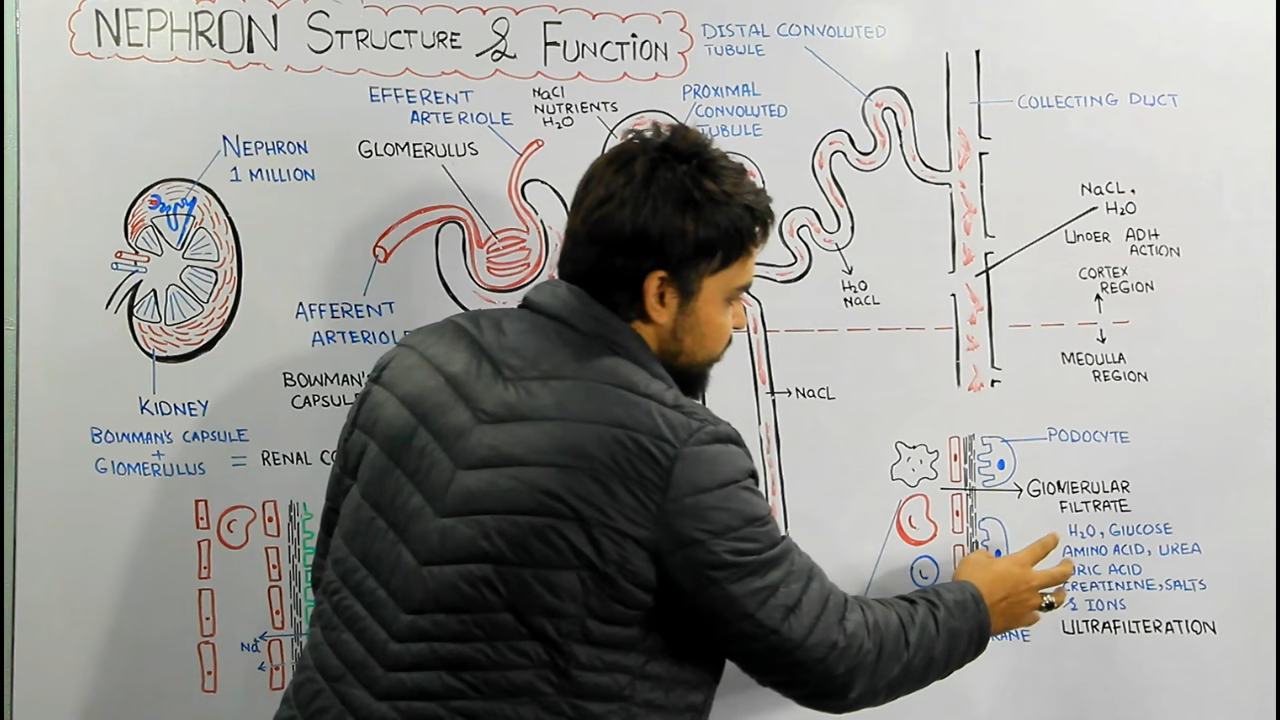 NEPHRON STRUCTURE & FUNCTION
DISTAL CONVOLUTED
TUBULE
EFFERENT
ARTERIOLE
NaCl
NUTRIENTS
H2O
PROXIMAL
CONVOLUTED
TUBULE
COLLECTING DUCT
NEPHRON
1 MILLION
GLOMERULUS
NaCL,
H2O
UNDER ADH
ACTION
CORTEX
REGION
H2O
NaCL
AFFERENT
MEDULLA
REGION
BOWMAN'S
NaCL
KIDNEY
BOWMAN'S CAPSULE
+
GlOMERULUS = RENAL
PODOCYTE
GlOMERULAR
FILTRATE
H2O, GlUCOSE
AMINO ACID, UREA
URIC ACID
CREATININE, SALTS
& IONS
UlTRAFILTERATION
Na+